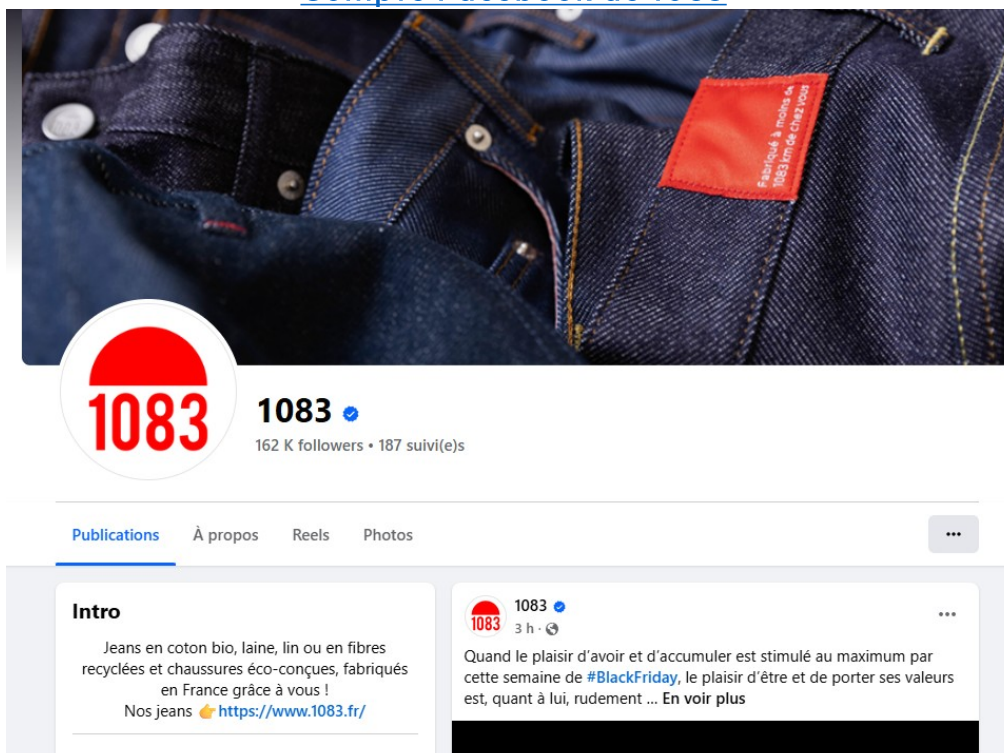 Compte Facebook de 1083
Fabriqué à moins de
1083 km de chez vous
1083
1083
162 K followers • 187 suivi(e)s
Publications À propos Reels Photos
Intro
Jeans en coton bio, laine, lin ou en fibres
recyclées et chaussures éco-conçues, fabriqués
en France grâce à vous !
Nos jeans 👉 https://www.1083.fr/
1083
1083
3 h ·
Quand le plaisir d’avoir et d’accumuler est stimulé au maximum par
cette semaine de #BlackFriday, le plaisir d’être et de porter ses valeurs
est, quant à lui, rudement ... En voir plus